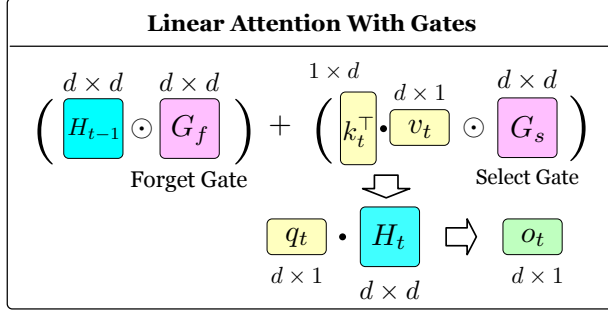 Linear Attention With Gates
1 × d
d × d d × d d × 1 d × d
( H_{t−1} ⊙ G_f ) + ( k_t^⊤ • v_t ⊙ G_s )
Forget Gate Select Gate
q_t • H_t ⇨ o_t
d × 1 d × d d × 1